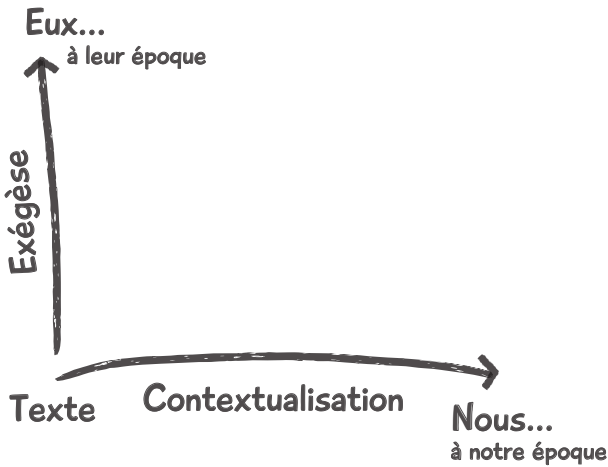 Eux...
à leur époque
Exégèse
Texte
Contextualisation
Nous...
à notre époque